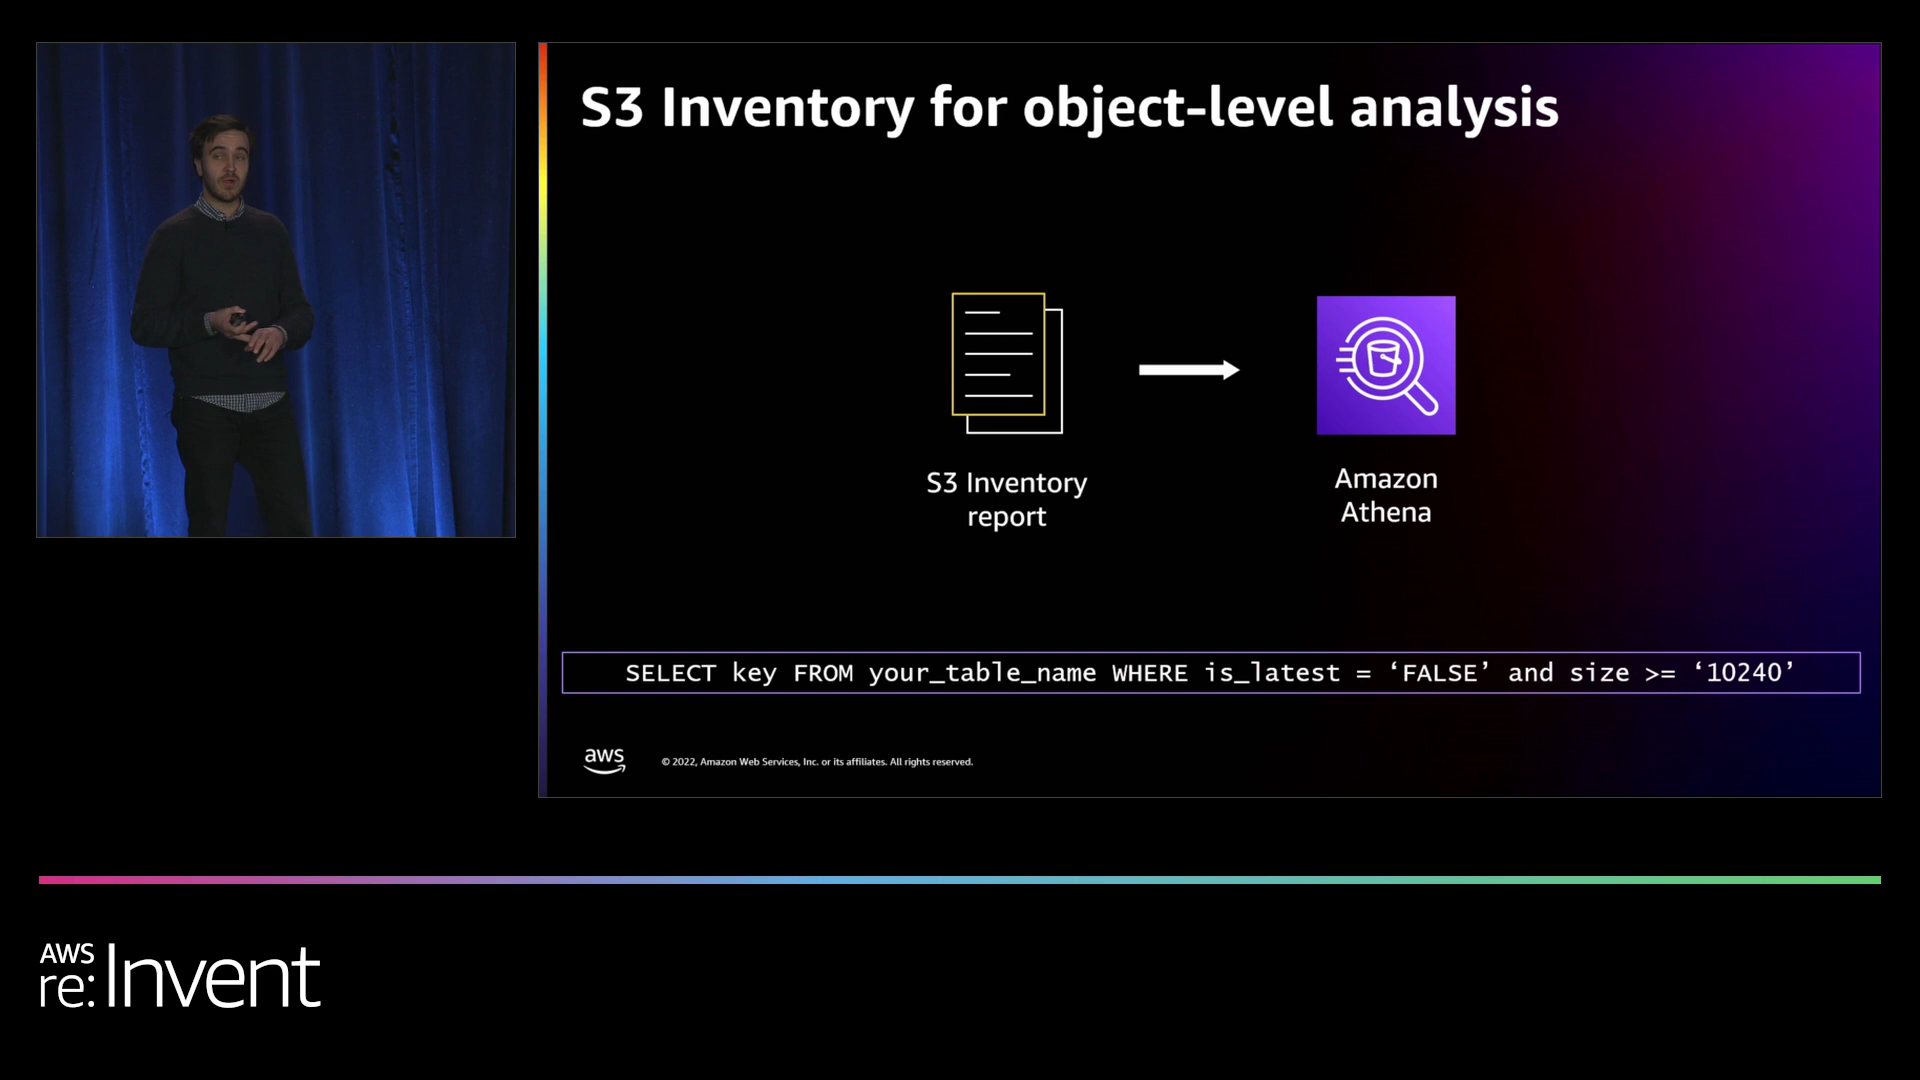 S3 Inventory for object-level analysis
S3 Inventory
report
Amazon
Athena
SELECT key FROM your_table_name WHERE is_latest = ‘FALSE’ and size >= ‘10240’
aws
© 2022, Amazon Web Services, Inc. or its affiliates. All rights reserved.
AWS
re:Invent